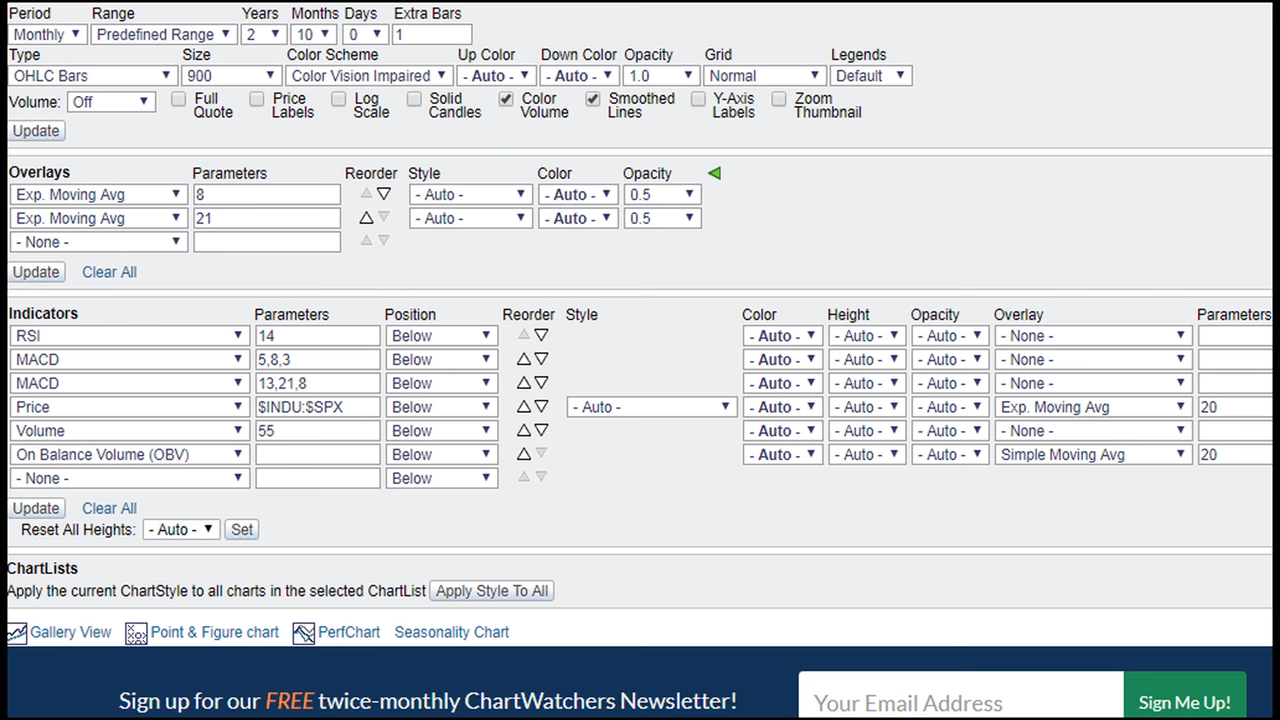 Period Range Years Months Days Extra Bars
Monthly Predefined Range 2 10 0 1
Type Size Color Scheme Up Color Down Color Opacity Grid Legends
OHLC Bars 900 Color Vision Impaired - Auto - - Auto - 1.0 Normal Default
Volume: Off Full Quote Price Labels Log Scale Solid Candles Color Volume Smoothed Lines Y-Axis Labels Zoom Thumbnail
Update
Overlays Parameters Reorder Style Color Opacity
Exp. Moving Avg 8 - Auto - - Auto - 0.5
Exp. Moving Avg 21 - Auto - - Auto - 0.5
- None -
Update Clear All
Indicators Parameters Position Reorder Style Color Height Opacity Overlay Parameters
RSI 14 Below - Auto - - Auto - - Auto - - None -
MACD 5,8,3 Below - Auto - - Auto - - Auto - - None -
MACD 13,21,8 Below - Auto - - Auto - - Auto - - None -
Price $INDU:$SPX Below - Auto - - Auto - - Auto - - Auto - Exp. Moving Avg 20
Volume 55 Below - Auto - - Auto - - Auto - - None -
On Balance Volume (OBV) Below - Auto - - Auto - - Auto - Simple Moving Avg 20
- None - Below
Update Clear All
Reset All Heights: - Auto - Set
ChartLists
Apply the current ChartStyle to all charts in the selected ChartList Apply Style To All
Gallery View Point & Figure chart PerfChart Seasonality Chart
Sign up for our FREE twice-monthly ChartWatchers Newsletter! Your Email Address Sign Me Up!